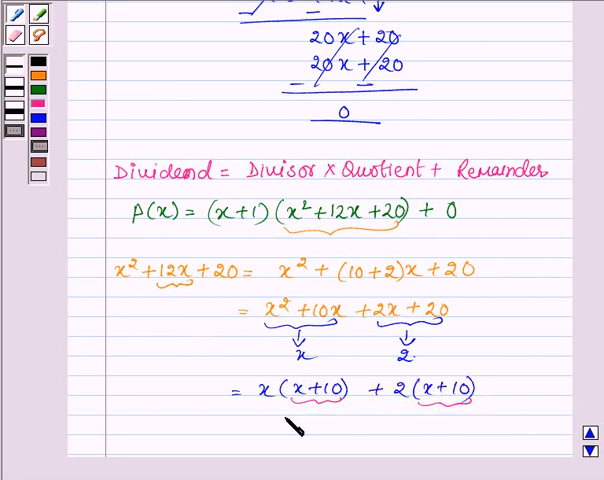 20x + 20
20x + 20
- -
0
Dividend = Divisor × Quotient + Remainder
P(x) = (x+1) (x² + 12x + 20) + 0
x² + 12x + 20 = x² + (10 + 2)x + 20
= x² + 10x + 2x + 20
x 2
= x (x + 10) + 2 (x + 10)